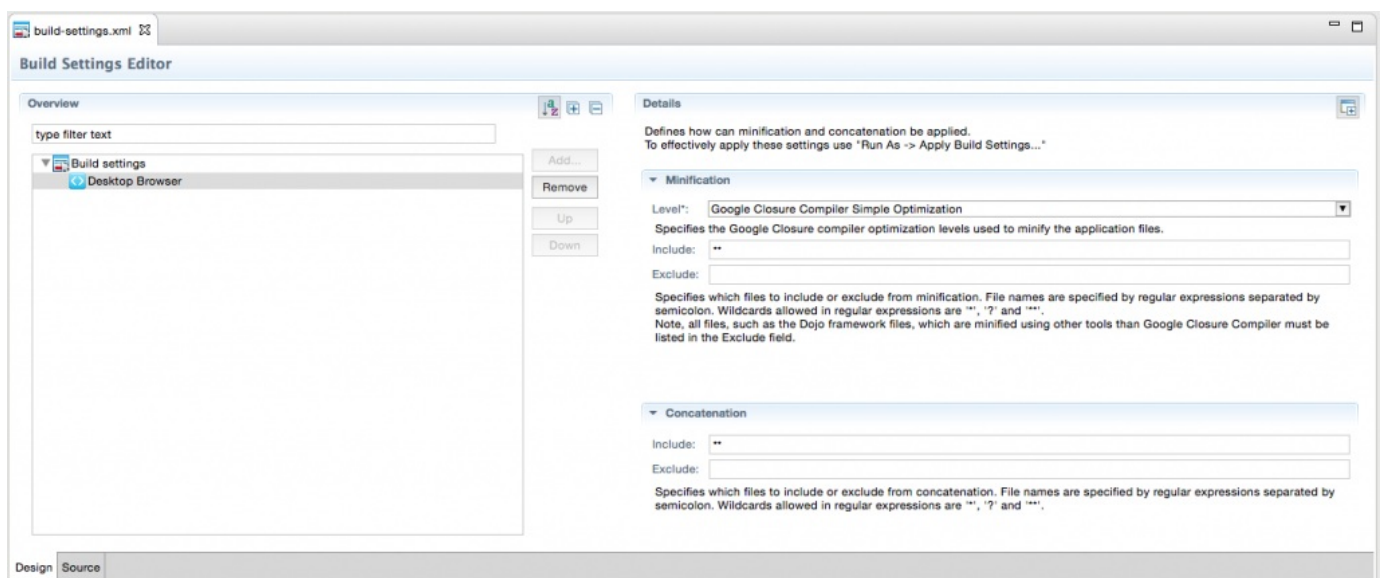 build-settings.xml
Build Settings Editor
Overview
type filter text
Build settings
Desktop Browser
Add...
Remove
Up
Down
Details
Defines how can minification and concatenation be applied.
To effectively apply these settings use "Run As -> Apply Build Settings..."
Minification
Level*: Google Closure Compiler Simple Optimization
Specifies the Google Closure compiler optimization levels used to minify the application files.
Include: **
Exclude:
Specifies which files to include or exclude from minification. File names are specified by regular expressions separated by
semicolon. Wildcards allowed in regular expressions are '*', '?' and '**'.
Note, all files, such as the Dojo framework files, which are minified using other tools than Google Closure Compiler must be
listed in the Exclude field.
Concatenation
Include: **
Exclude:
Specifies which files to include or exclude from concatenation. File names are specified by regular expressions separated by
semicolon. Wildcards allowed in regular expressions are '*', '?' and '**'.
Design Source